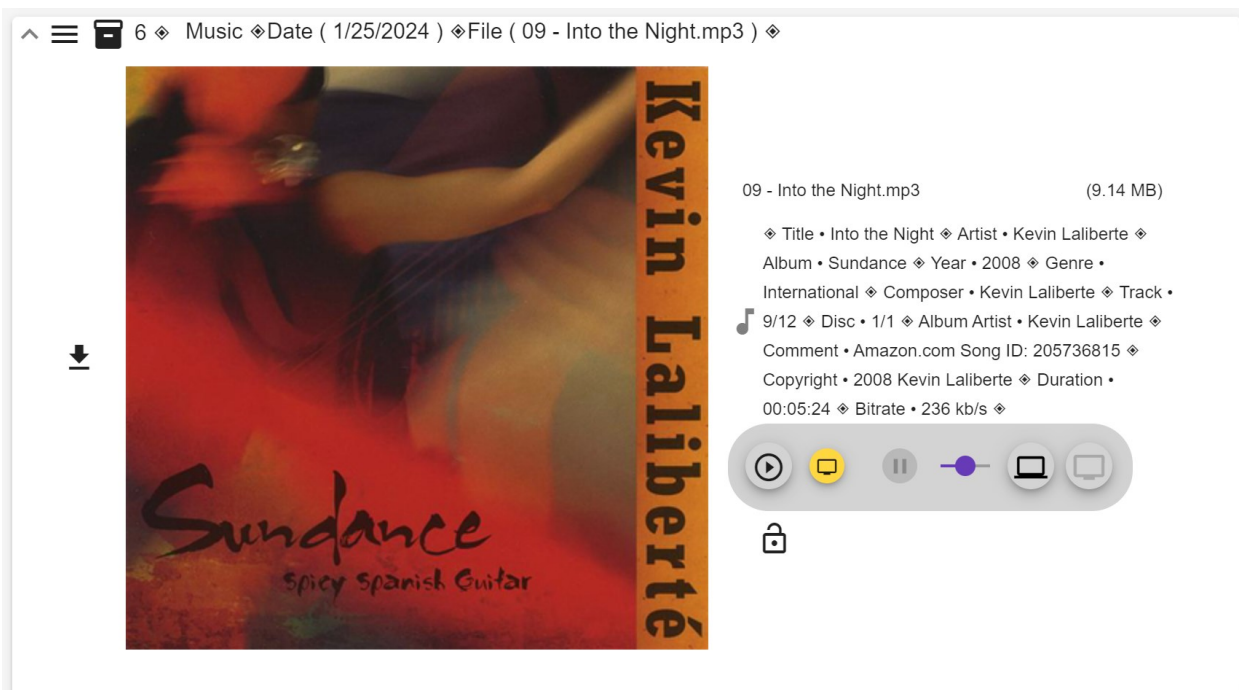 6 ◈ Music ◈Date ( 1/25/2024 ) ◈File ( 09 - Into the Night.mp3 ) ◈
Kevin Laliberté
Sundance
Spicy Spanish Guitar
09 - Into the Night.mp3 (9.14 MB)
◈ Title • Into the Night ◈ Artist • Kevin Laliberte ◈
Album • Sundance ◈ Year • 2008 ◈ Genre •
International ◈ Composer • Kevin Laliberte ◈ Track •
9/12 ◈ Disc • 1/1 ◈ Album Artist • Kevin Laliberte ◈
Comment • Amazon.com Song ID: 205736815 ◈
Copyright • 2008 Kevin Laliberte ◈ Duration •
00:05:24 ◈ Bitrate • 236 kb/s ◈